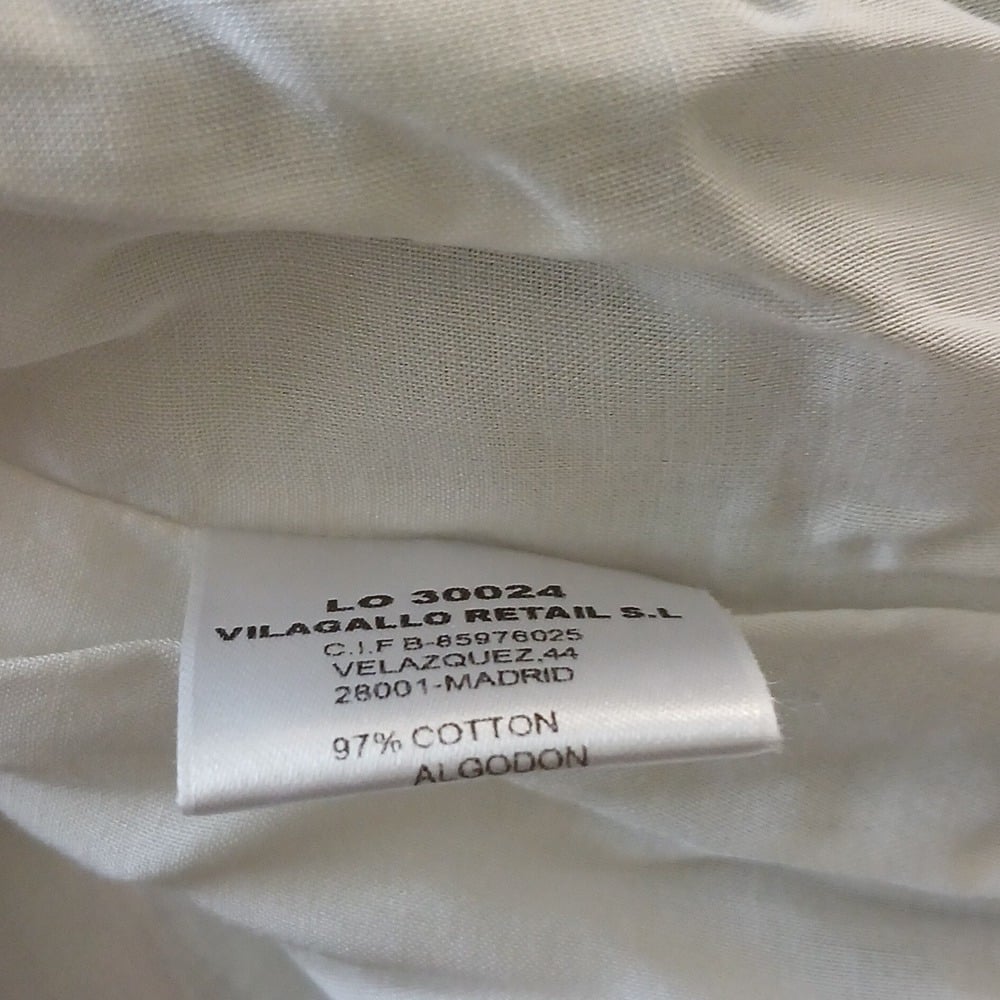 LO 30024
VILAGALLO RETAIL S.L
C.I.F B-85976025
VELAZQUEZ,44
28001-MADRID
97% COTTON
ALGODON